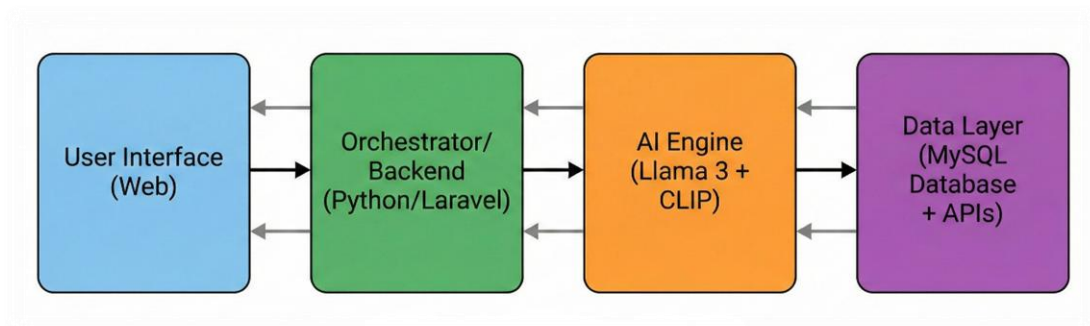 User Interface
(Web)
Orchestrator/
Backend
(Python/Laravel)
AI Engine
(Llama 3 +
CLIP)
Data Layer
(MySQL
Database
+ APIs)